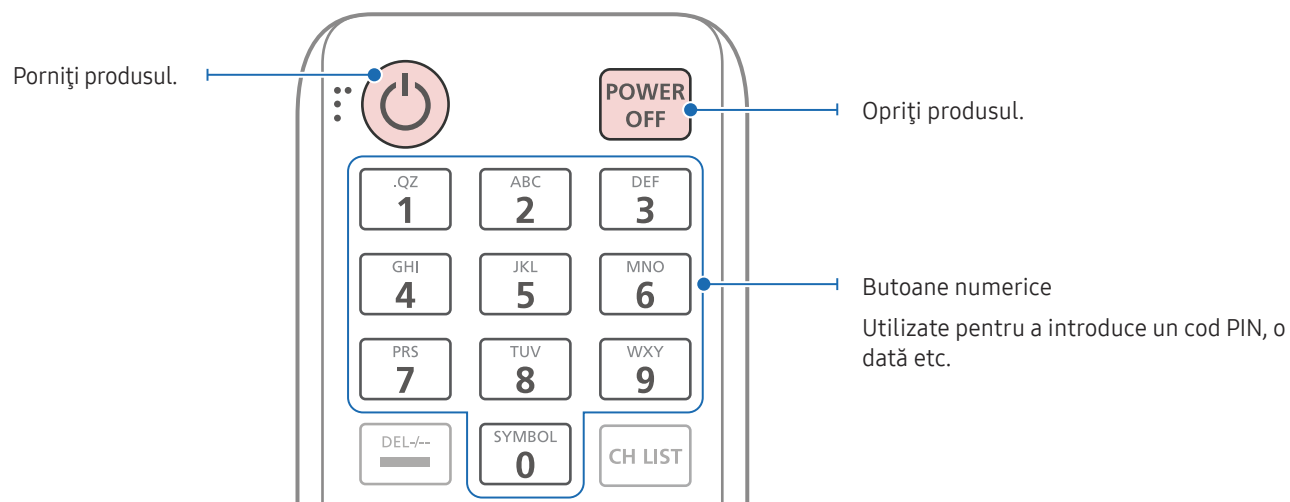 Porniţi produsul.
POWER
OFF
Opriţi produsul.
.QZ
1
ABC
2
DEF
3
GHI
4
JKL
5
MNO
6
Butoane numerice
Utilizate pentru a introduce un cod PIN, o
dată etc.
PRS
7
TUV
8
WXY
9
DEL-/--
SYMBOL
0
CH LIST